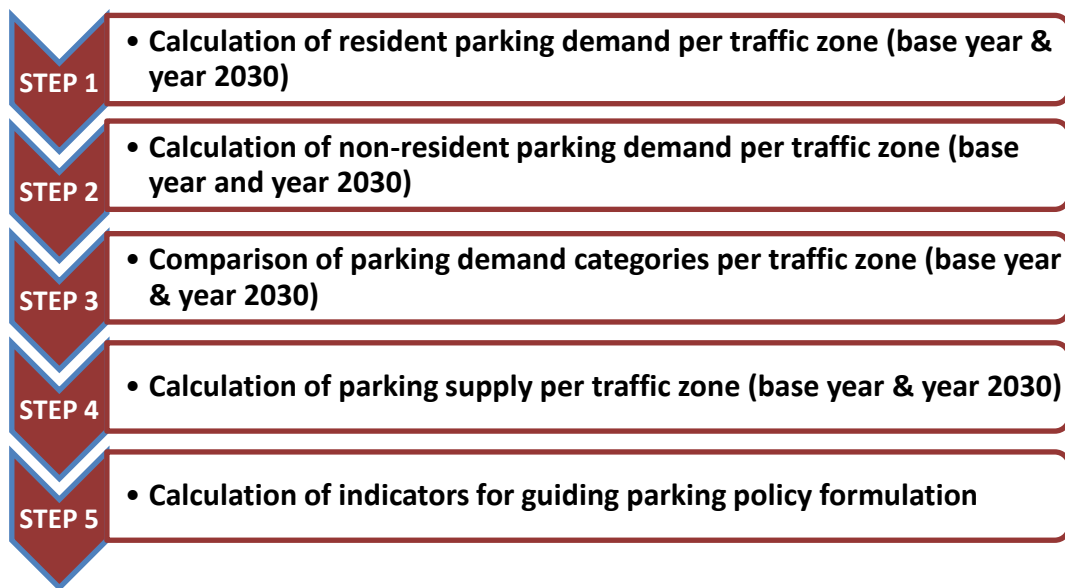 STEP 1
• Calculation of resident parking demand per traffic zone (base year &
year 2030)
STEP 2
• Calculation of non-resident parking demand per traffic zone (base
year and year 2030)
STEP 3
• Comparison of parking demand categories per traffic zone (base year
& year 2030)
STEP 4
• Calculation of parking supply per traffic zone (base year & year 2030)
STEP 5
• Calculation of indicators for guiding parking policy formulation